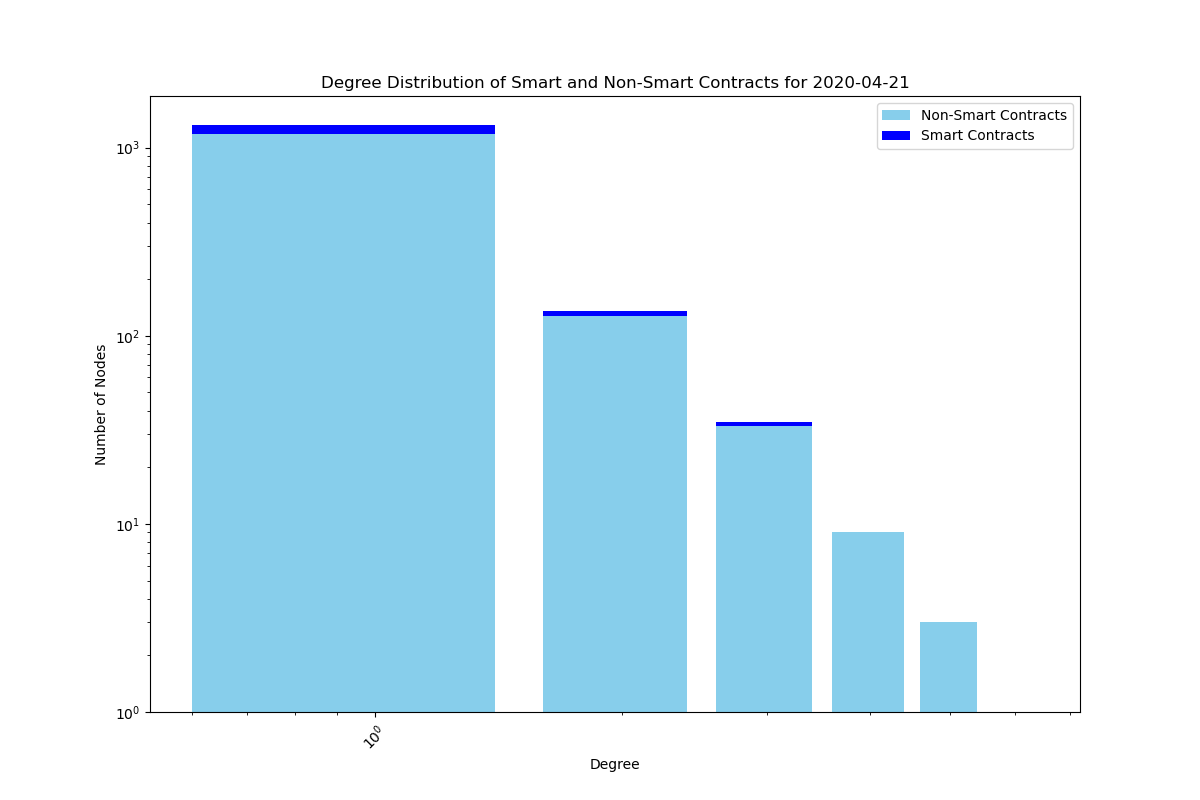 Degree Distribution of Smart and Non-Smart Contracts for 2020-04-21
Non-Smart Contracts
Smart Contracts
10³
10²
10¹
10⁰
Number of Nodes
10⁰
Degree